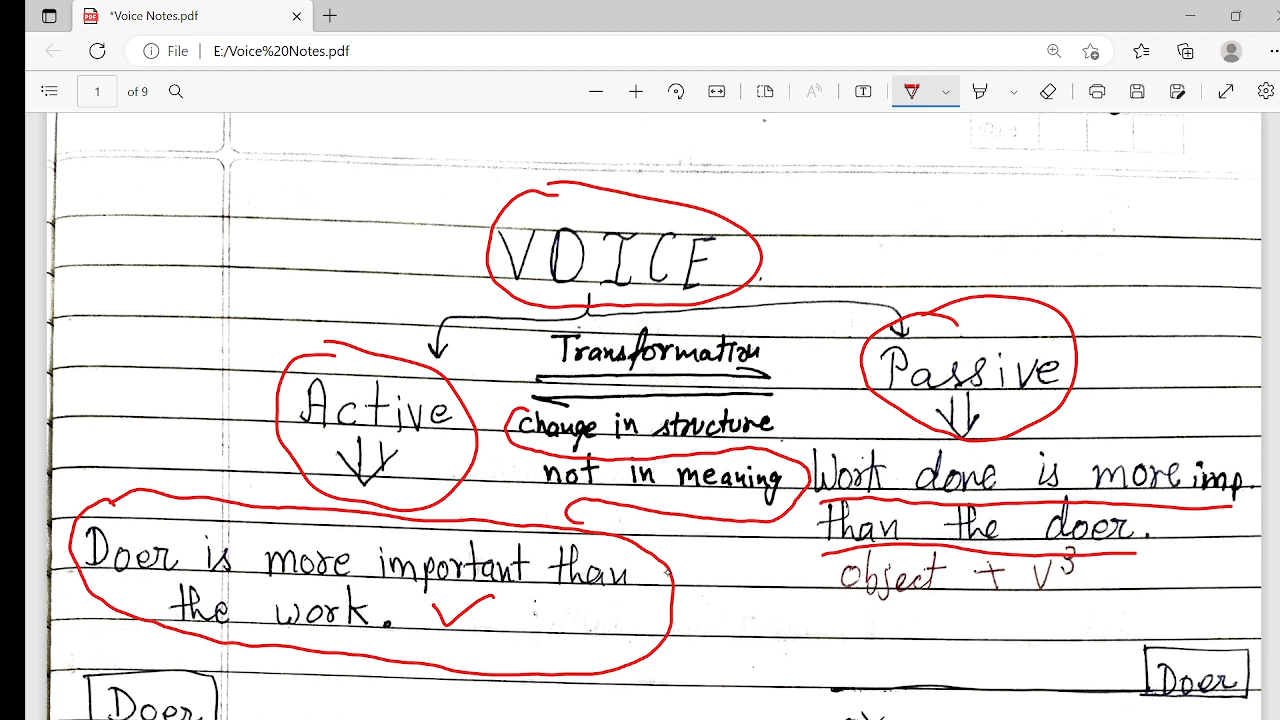 *Voice Notes.pdf
File | E:/Voice%20Notes.pdf
1 of 9
VOICE
Transformation
Active
Passive
change in structure
not in meaning
Work done is more imp.
than the doer.
object + V3
Doer is more important than
the work.
Doer
Doer